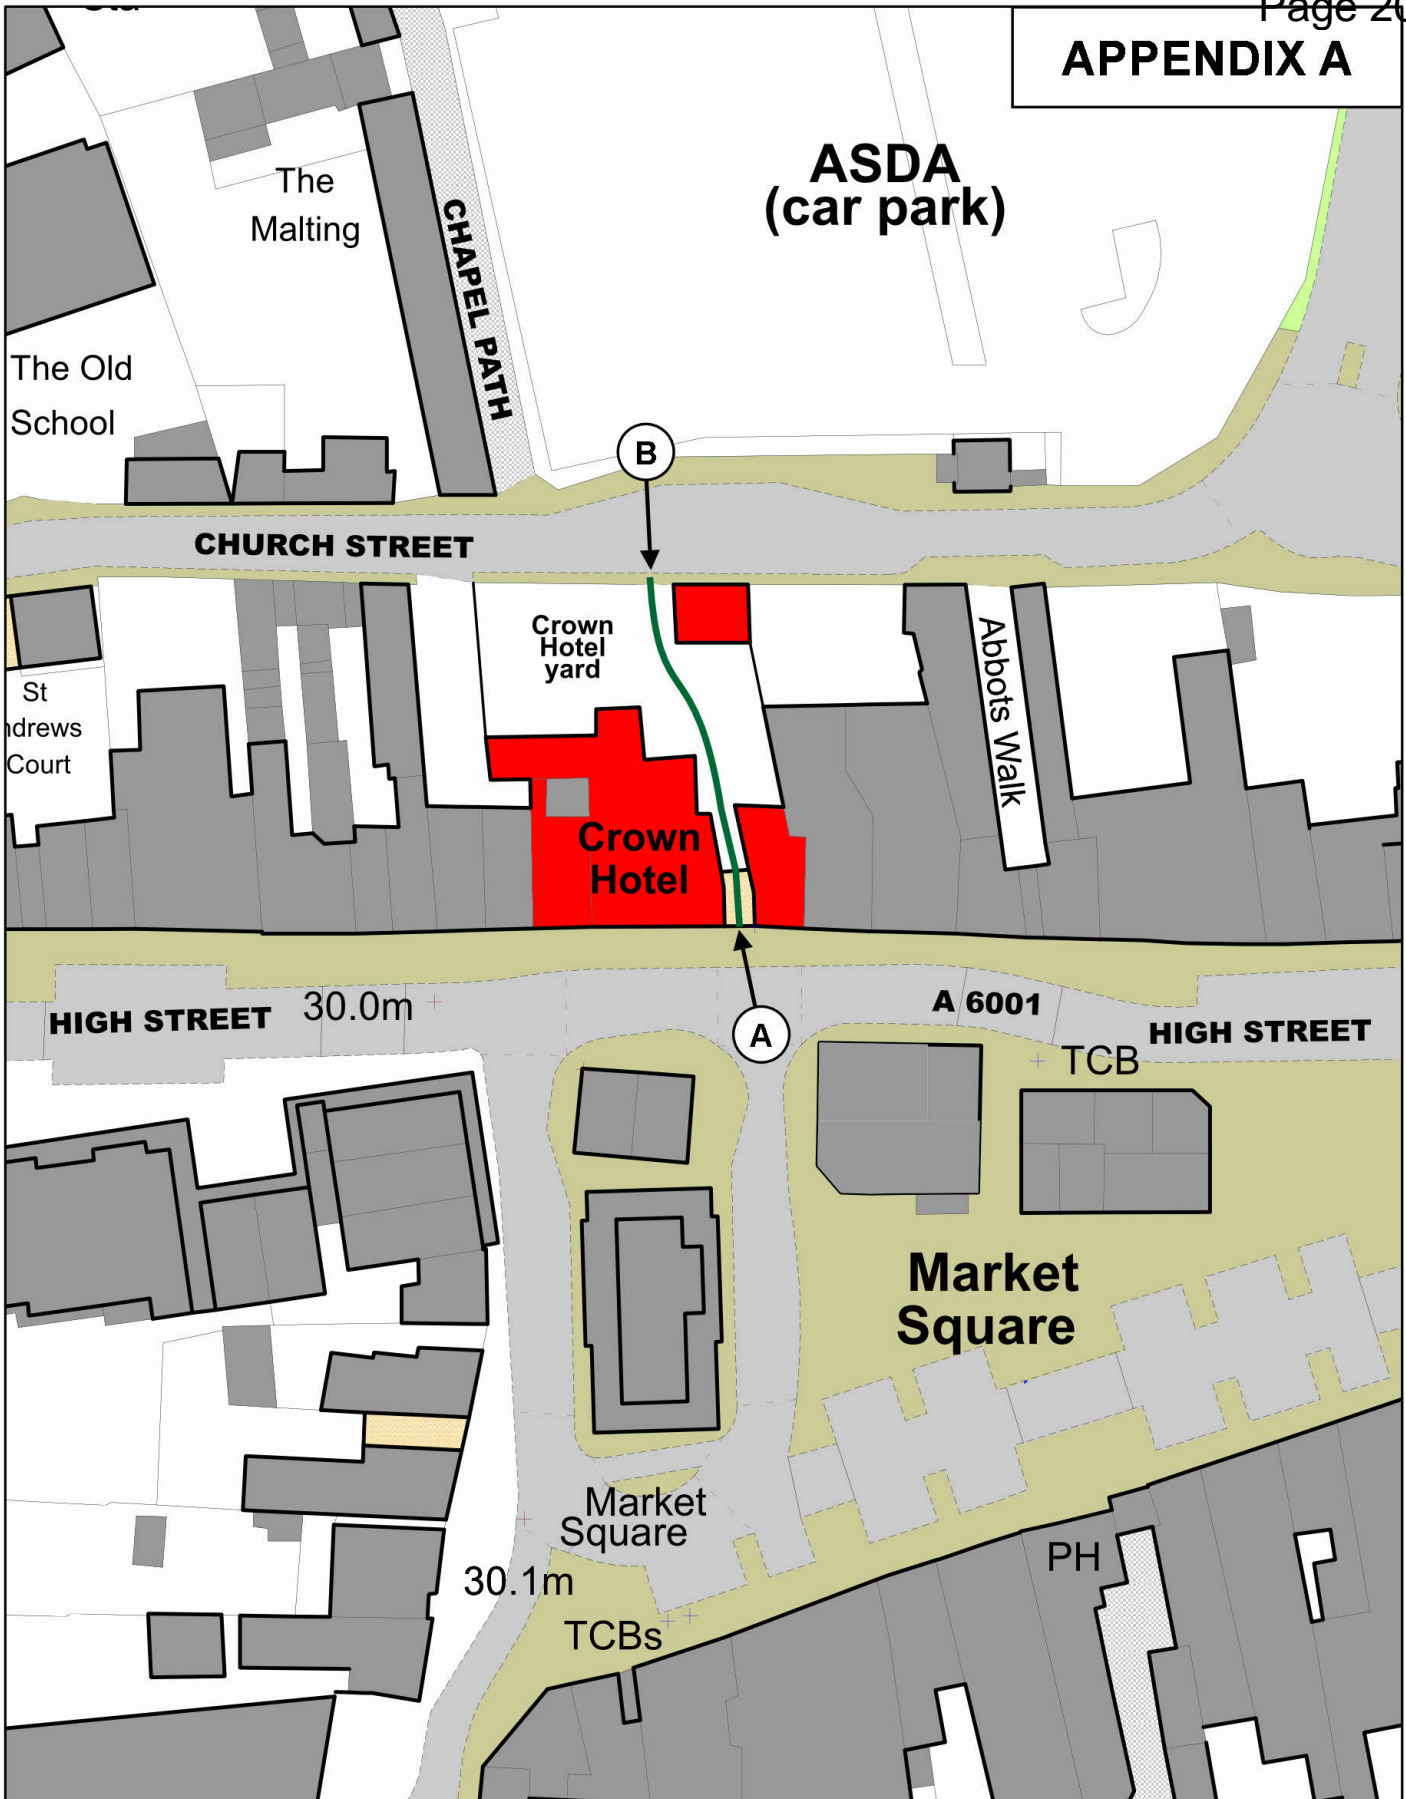 APPENDIX A
ASDA
(car park)
The
Malting
CHAPEL PATH
The Old
School
B
CHURCH STREET
Crown
Hotel
yard
Abbots Walk
St
ndrews
Court
Crown
Hotel
HIGH STREET
30.0m
A 6001
HIGH STREET
A
TCB
Market
Square
Market
Square
PH
30.1m
TCBs